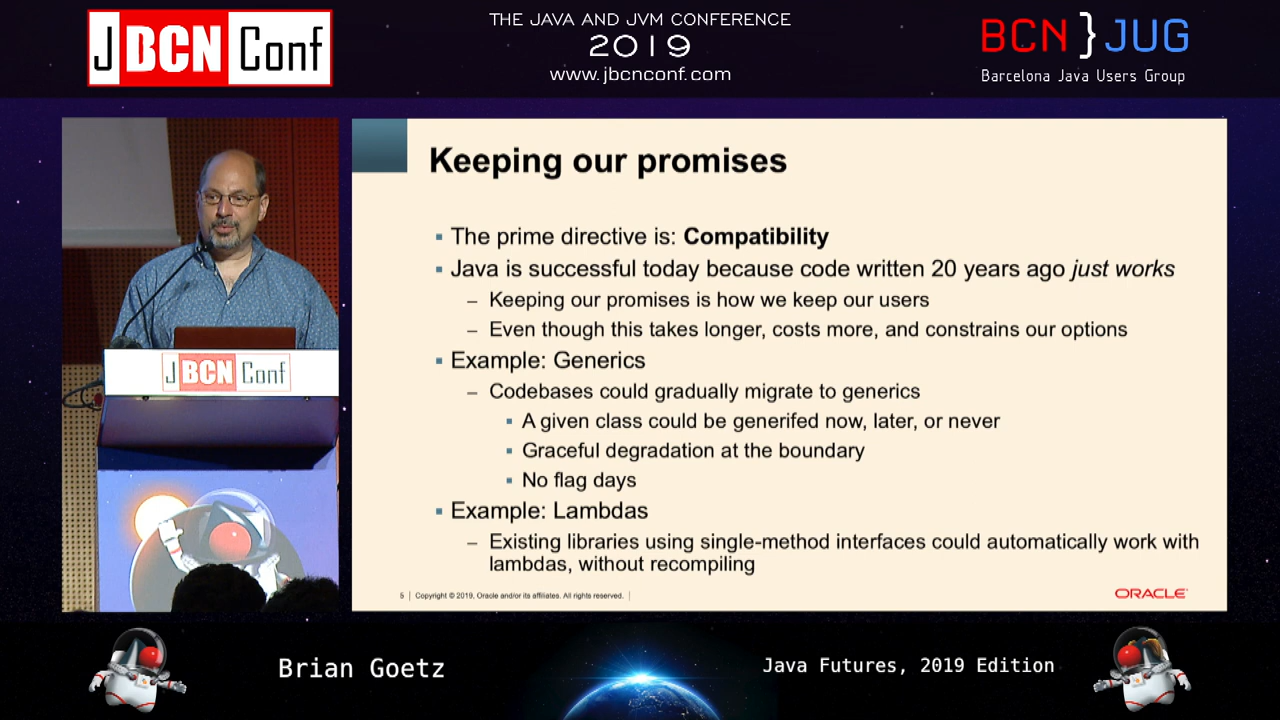 JBCNConf
THE JAVA AND JVM CONFERENCE
2019
www.jbcnconf.com
BCN}JUG
Barcelona Java Users Group
Keeping our promises
The prime directive is: Compatibility
Java is successful today because code written 20 years ago just works
– Keeping our promises is how we keep our users
– Even though this takes longer, costs more, and constrains our options
Example: Generics
– Codebases could gradually migrate to generics
A given class could be generifed now, later, or never
Graceful degradation at the boundary
No flag days
Example: Lambdas
– Existing libraries using single-method interfaces could automatically work with
lambdas, without recompiling
5 | Copyright © 2019, Oracle and/or its affiliates. All rights reserved. |
ORACLE
JBCNConf
Brian Goetz
Java Futures, 2019 Edition